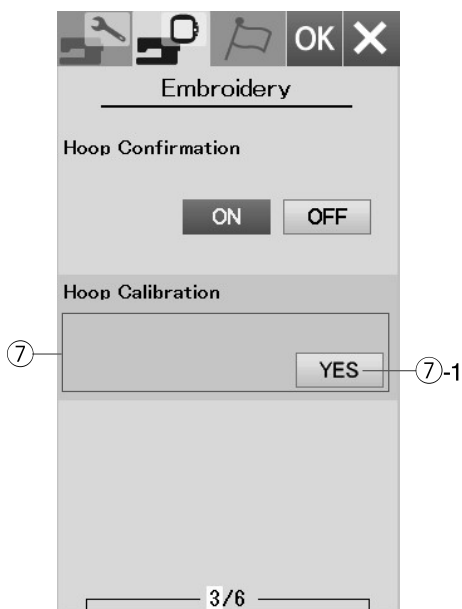 OK X
Embroidery
Hoop Confirmation
ON OFF
Hoop Calibration
⑦
YES ⑦-1
3/6